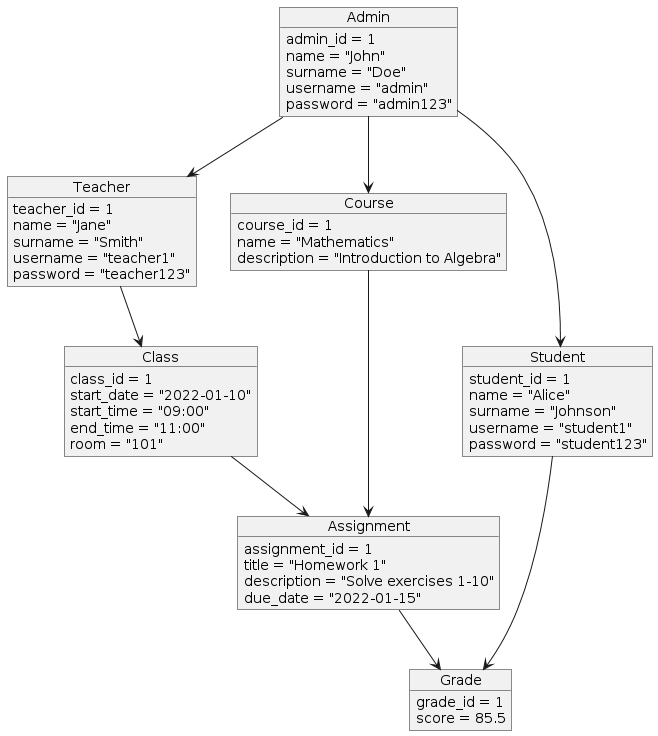 Admin
admin_id = 1
name = "John"
surname = "Doe"
username = "admin"
password = "admin123"
Teacher
teacher_id = 1
name = "Jane"
surname = "Smith"
username = "teacher1"
password = "teacher123"
Course
course_id = 1
name = "Mathematics"
description = "Introduction to Algebra"
Class
class_id = 1
start_date = "2022-01-10"
start_time = "09:00"
end_time = "11:00"
room = "101"
Student
student_id = 1
name = "Alice"
surname = "Johnson"
username = "student1"
password = "student123"
Assignment
assignment_id = 1
title = "Homework 1"
description = "Solve exercises 1-10"
due_date = "2022-01-15"
Grade
grade_id = 1
score = 85.5